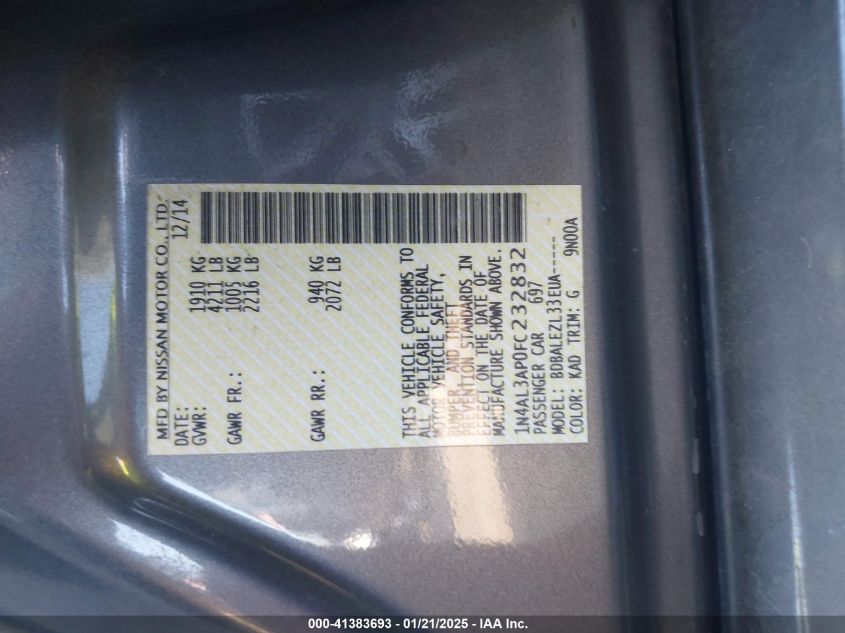 MFD BY NISSAN MOTOR CO., LTD.
DATE: 12/14
GVWR: 1910 KG
4211 LB
GAWR FR.: 1005 KG
2216 LB
GAWR RR.: 940 KG
2072 LB
THIS VEHICLE CONFORMS TO
ALL APPLICABLE FEDERAL
MOTOR VEHICLE SAFETY,
BUMPER, AND THEFT
PREVENTION STANDARDS IN
EFFECT ON THE DATE OF
MANUFACTURE SHOWN ABOVE.
1N4AL3AP0FC232832
PASSENGER CAR 697
MODEL: BDBALEZL33EUA-----
COLOR: KAD TRIM: G 9N00A
000-41383693 - 01/21/2025 - IAA Inc.